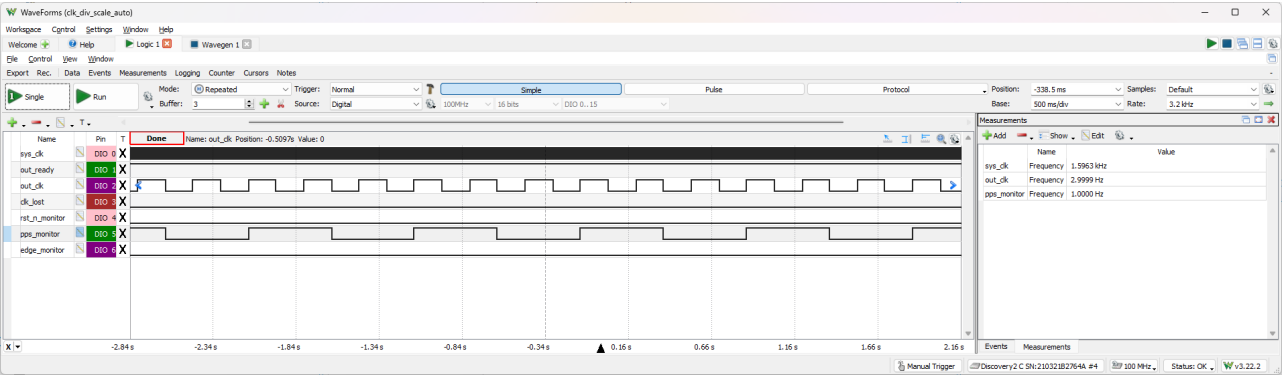 WaveForms (clk_div_scale_auto)
Workspace Control Settings Window Help
Welcome Help Logic 1 Wavegen 1
File Control View Window
Export Rec. Data Events Measurements Logging Counter Cursors Notes
Single Run Mode: Repeated Trigger: Normal Simple Pulse Protocol Position: -338.5 ms Samples: Default
Buffer: 3 Source: Digital 100MHz 16 bits DIO 0...15 Base: 500 ms/div Rate: 3.2 kHz
Name Pin T Done Name: out_clk Position: -0.5097s Value: 0
sys_clk DIO 0 X
out_ready DIO 1 X
out_clk DIO 2 X
clk_lost DIO 3 X
rst_n_monitor DIO 4 X
pps_monitor DIO 5 X
edge_monitor DIO 6 X
X -2.84 s -2.34 s -1.84 s -1.34 s -0.84 s -0.34 s 0.16 s 0.66 s 1.16 s 1.66 s 2.16 s
Measurements
Add Show Edit
Name Value
sys_clk Frequency 1.5963 kHz
out_clk Frequency 2.9999 Hz
pps_monitor Frequency 1.0000 Hz
Events Measurements
Manual Trigger Discovery2 C SN:210321B2764A #4 100 MHz Status: OK v3.22.2